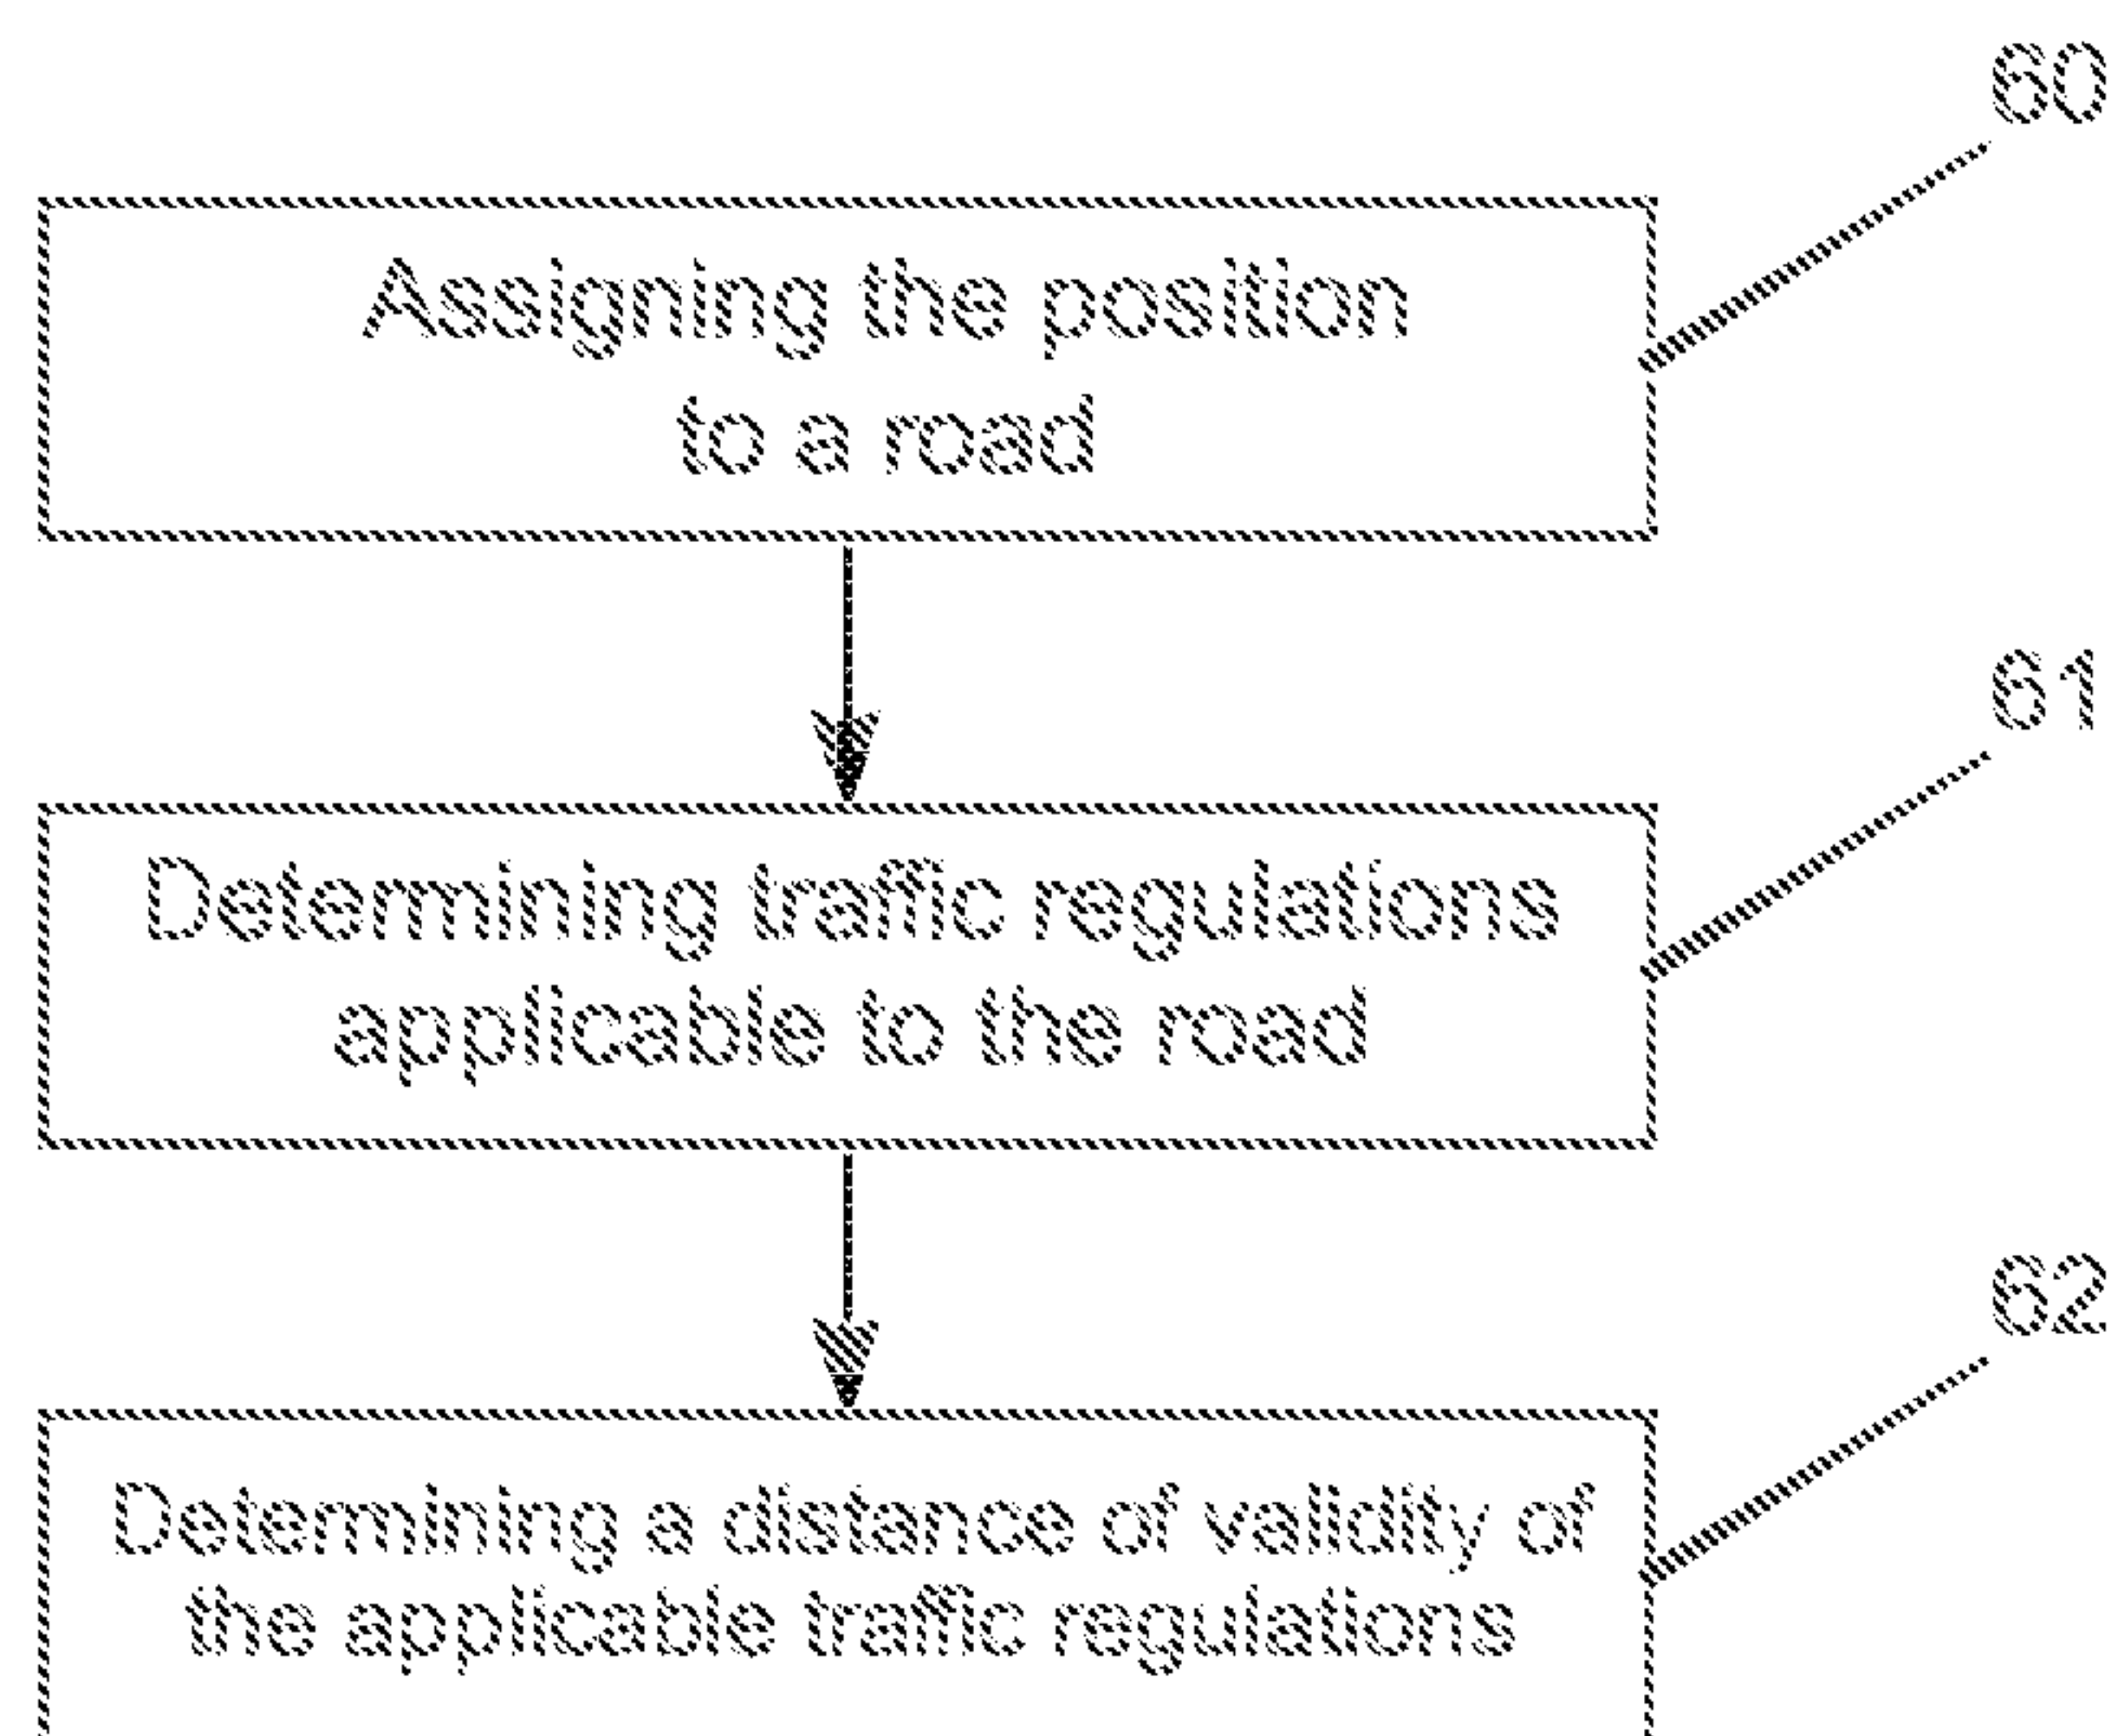 60
Assigning the position
to a road
61
Determining traffic regulations
applicable to the road
62
Determining a distance of validity of
the applicable traffic regulations